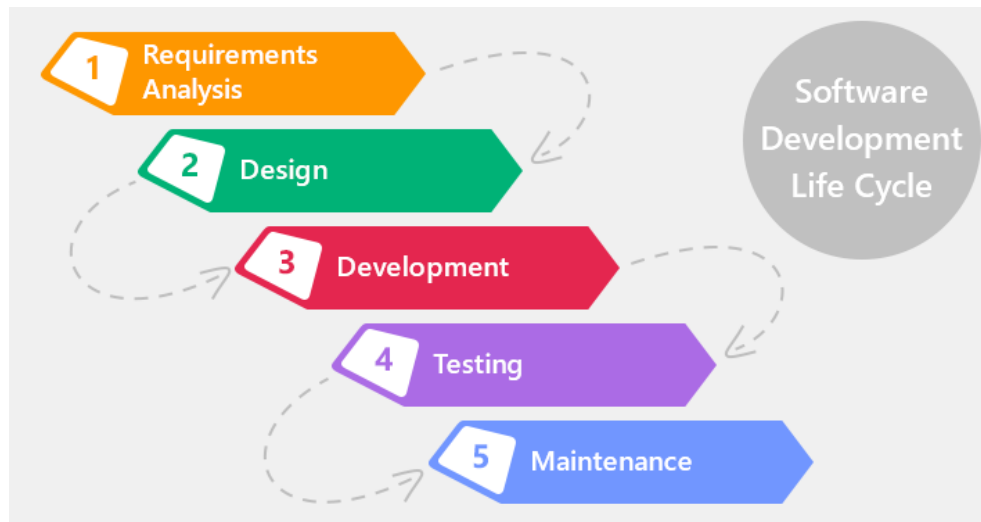 1
Requirements
Analysis
Software
Development
Life Cycle
2
Design
3
Development
4
Testing
5
Maintenance